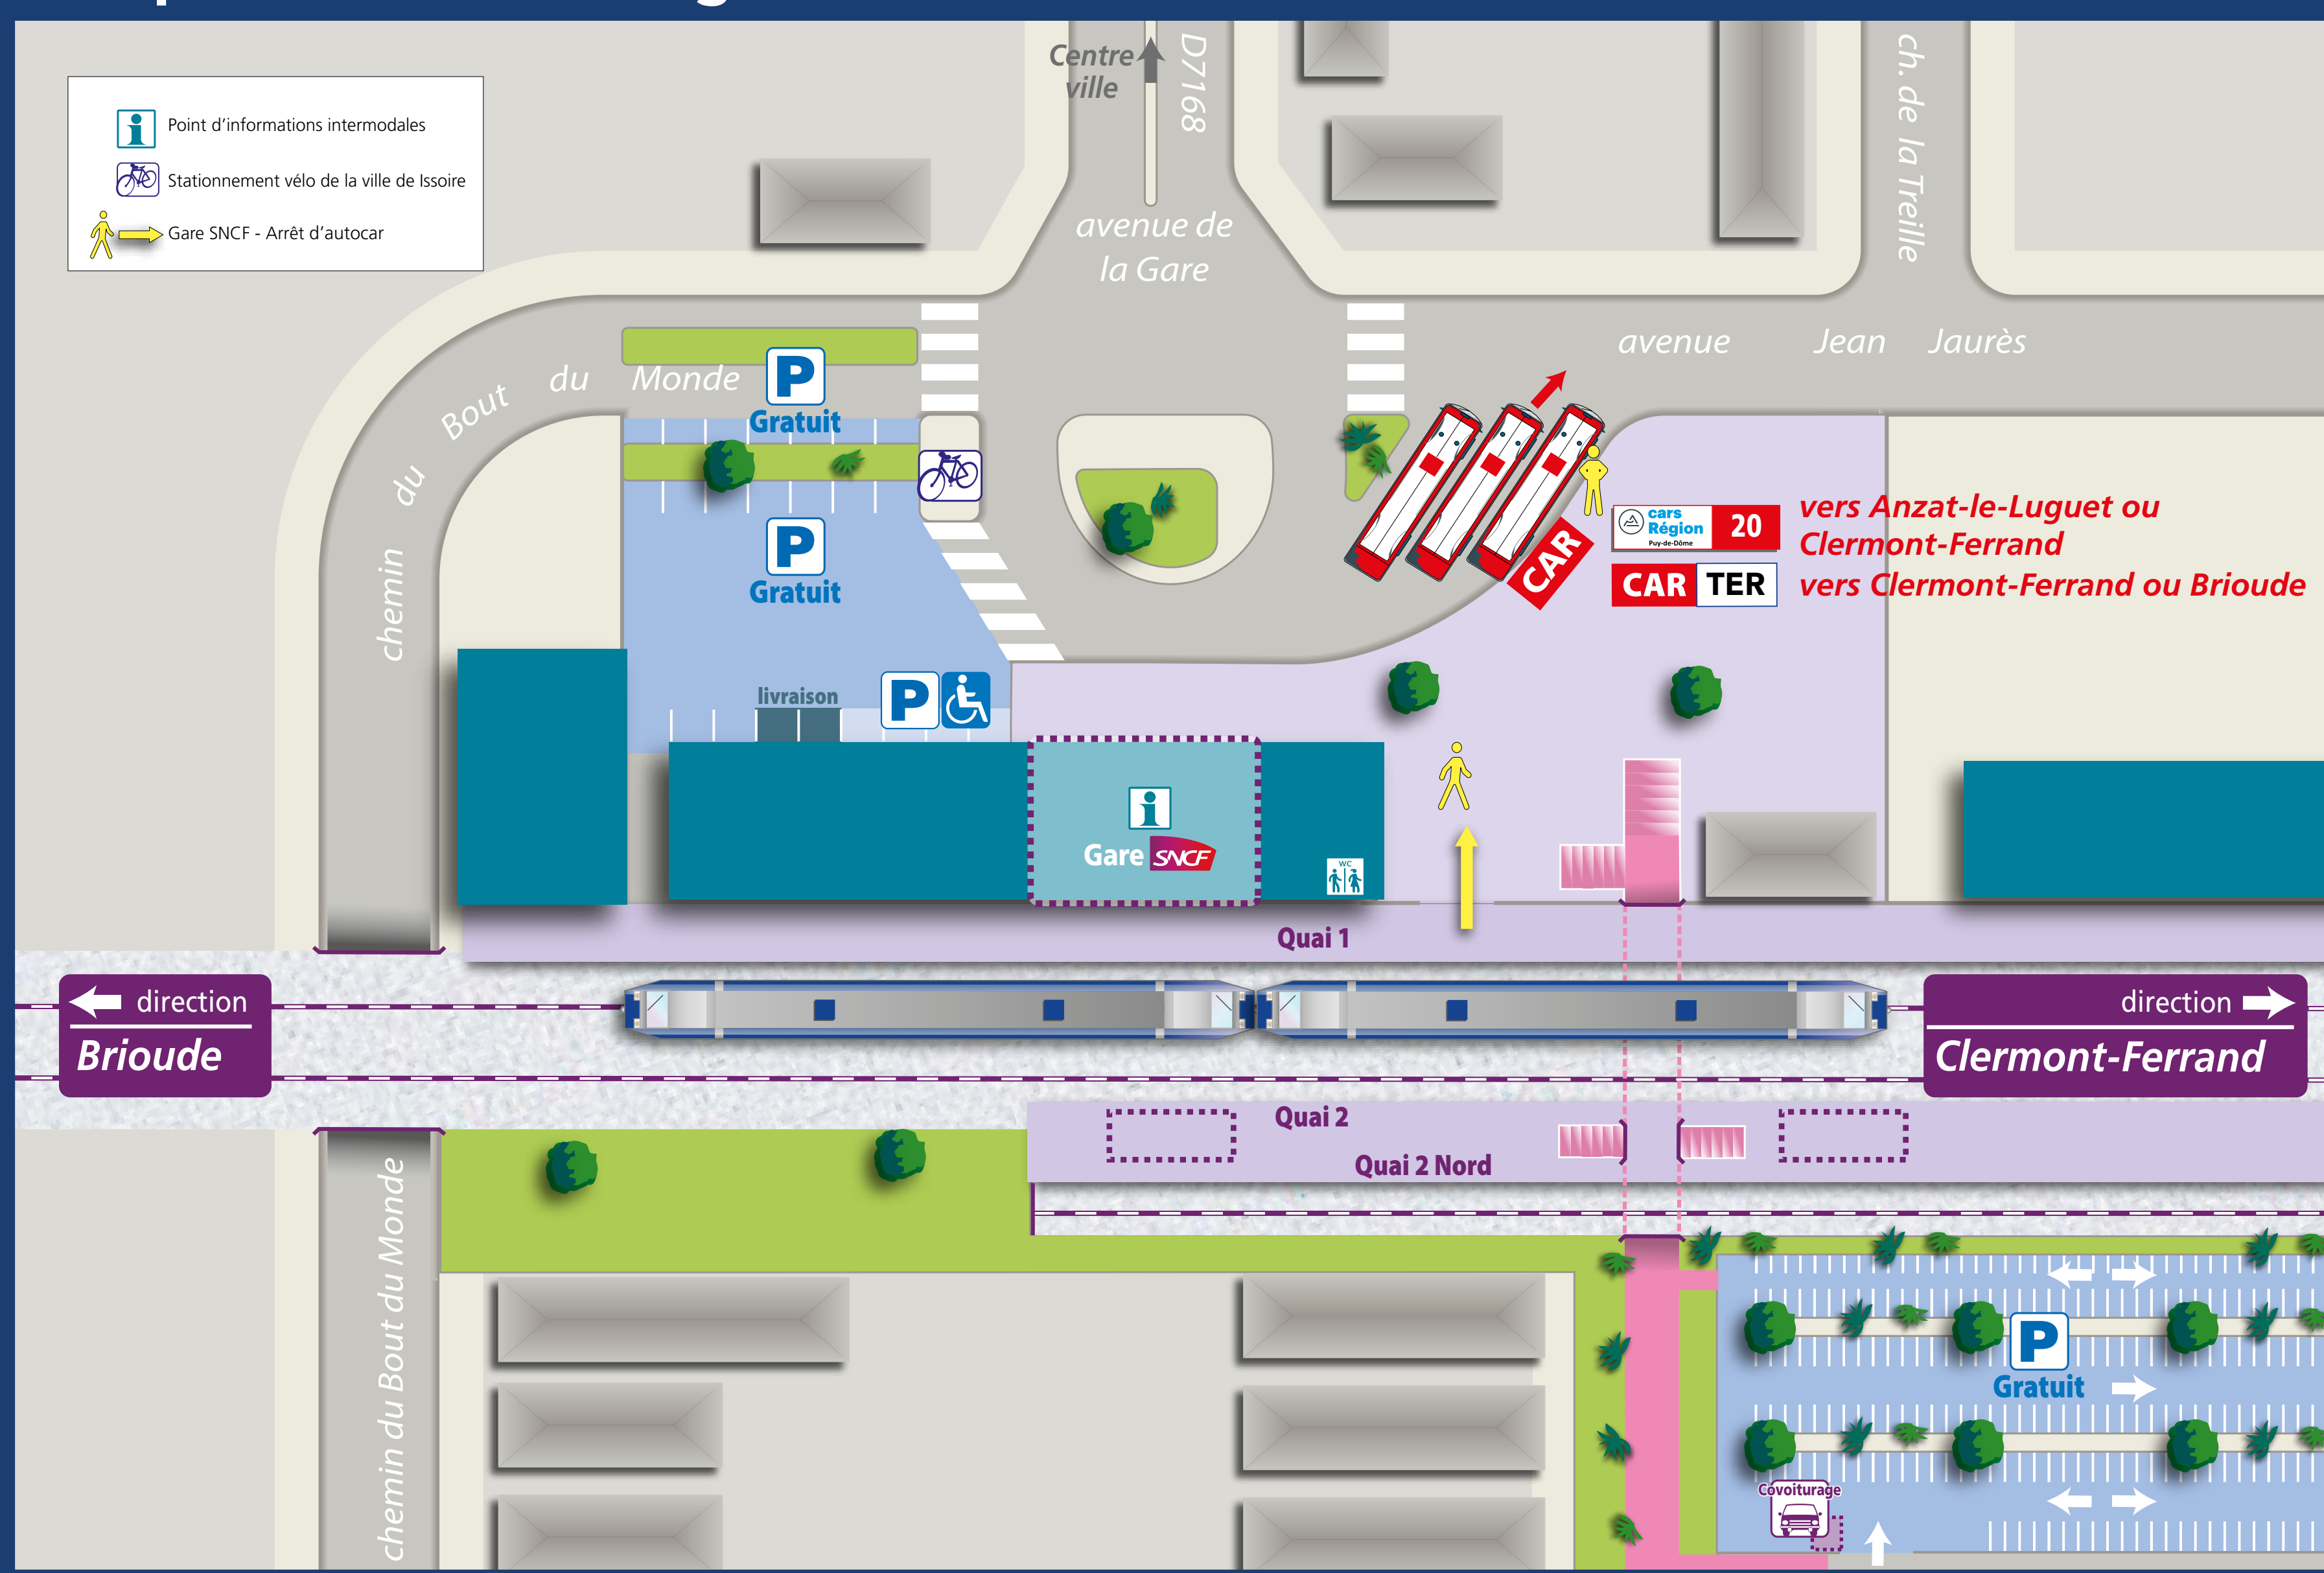 Point d'informations intermodales
Stationnement vélo de la ville de Issoire
Gare SNCF - Arrêt d'autocar
Centre
ville
D7168
ch. de la Treille
avenue de
la Gare
avenue Jean Jaurès
chemin du Bout du Monde
P
Gratuit
P
Gratuit
livraison
P
cars
Région
Puy-de-Dôme
20
vers Anzat-le-Luguet ou
Clermont-Ferrand
CAR
CAR TER
vers Clermont-Ferrand ou Brioude
i
Gare SNCF
WC
Quai 1
direction
Brioude
direction
Clermont-Ferrand
Quai 2
Quai 2 Nord
chemin du Bout du Monde
P
Gratuit
Covoiturage